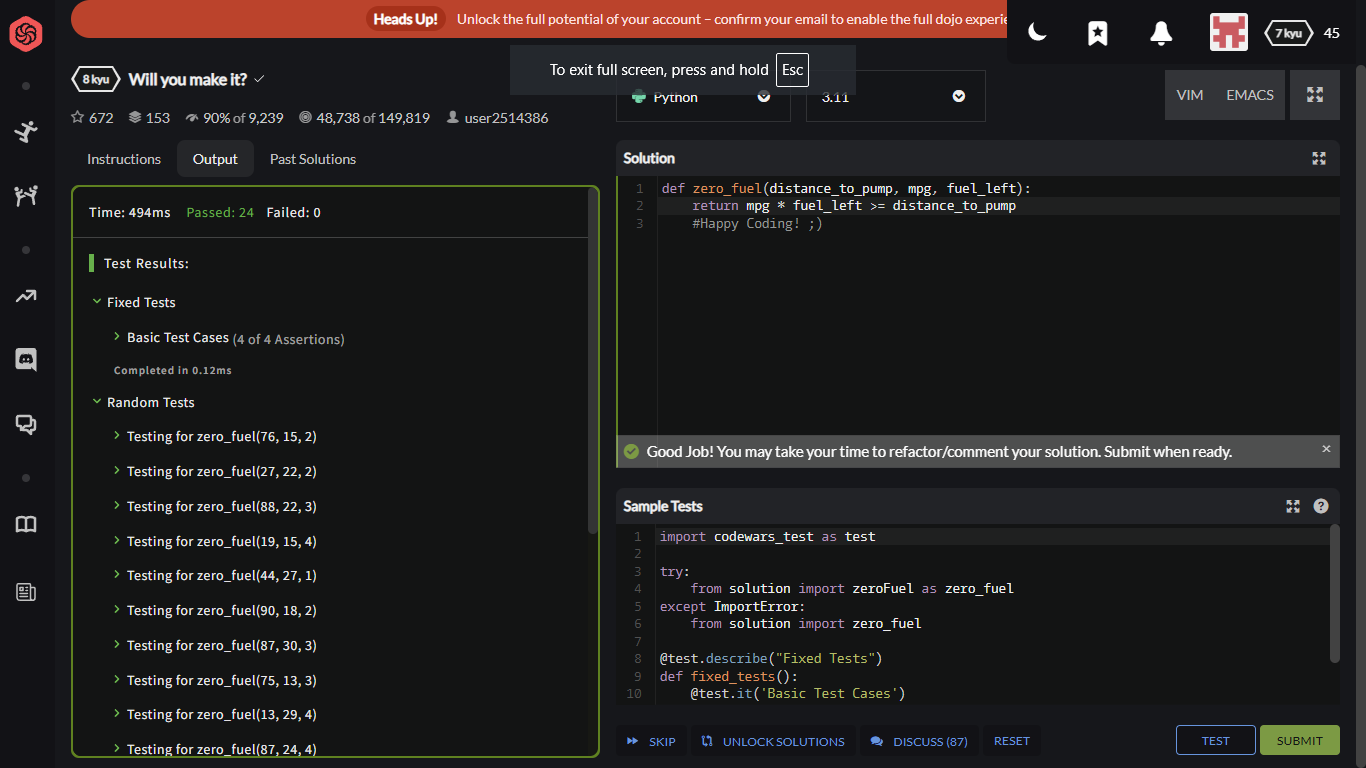 Heads Up! Unlock the full potential of your account – confirm your email to enable the full dojo experie
7 kyu 45
To exit full screen, press and hold Esc
8 kyu Will you make it?
672 153 90% of 9,239 48,738 of 149,819 user2514386
Python 3.11 VIM EMACS
Instructions Output Past Solutions
Time: 494ms Passed: 24 Failed: 0
Test Results:
Fixed Tests
Basic Test Cases (4 of 4 Assertions)
Completed in 0.12ms
Random Tests
Testing for zero_fuel(76, 15, 2)
Testing for zero_fuel(27, 22, 2)
Testing for zero_fuel(88, 22, 3)
Testing for zero_fuel(19, 15, 4)
Testing for zero_fuel(44, 27, 1)
Testing for zero_fuel(90, 18, 2)
Testing for zero_fuel(87, 30, 3)
Testing for zero_fuel(75, 13, 3)
Testing for zero_fuel(13, 29, 4)
Testing for zero_fuel(87, 24, 4)
Solution
1 def zero_fuel(distance_to_pump, mpg, fuel_left):
2 return mpg * fuel_left >= distance_to_pump
3 #Happy Coding! ;)
Good Job! You may take your time to refactor/comment your solution. Submit when ready. ×
Sample Tests ?
1 import codewars_test as test
2
3 try:
4 from solution import zeroFuel as zero_fuel
5 except ImportError:
6 from solution import zero_fuel
7
8 @test.describe("Fixed Tests")
9 def fixed_tests():
10 @test.it('Basic Test Cases')
SKIP UNLOCK SOLUTIONS DISCUSS (87) RESET TEST SUBMIT